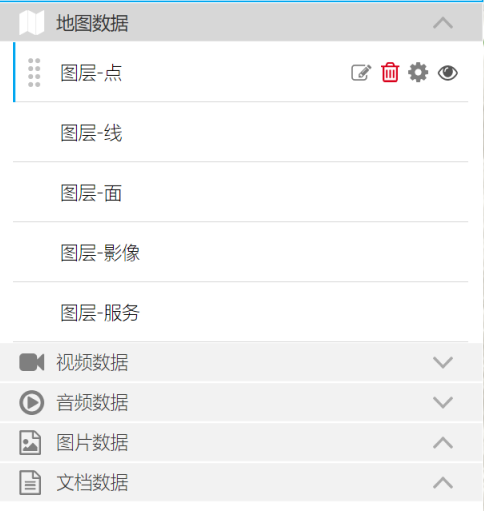 地图数据
图层-点
图层-线
图层-面
图层-影像
图层-服务
视频数据
音频数据
图片数据
文档数据